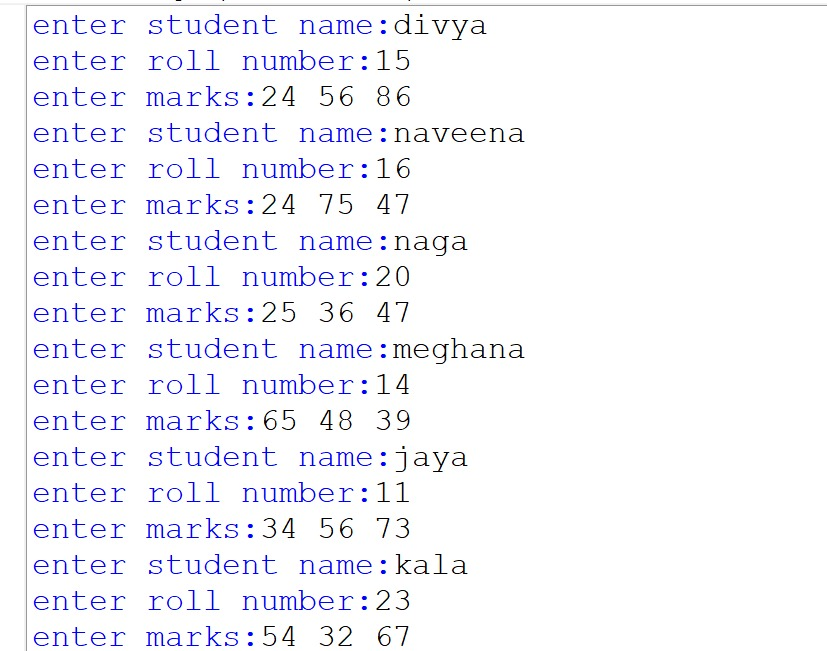 enter student name:divya
enter roll number:15
enter marks:24 56 86
enter student name:naveena
enter roll number:16
enter marks:24 75 47
enter student name:naga
enter roll number:20
enter marks:25 36 47
enter student name:meghana
enter roll number:14
enter marks:65 48 39
enter student name:jaya
enter roll number:11
enter marks:34 56 73
enter student name:kala
enter roll number:23
enter marks:54 32 67